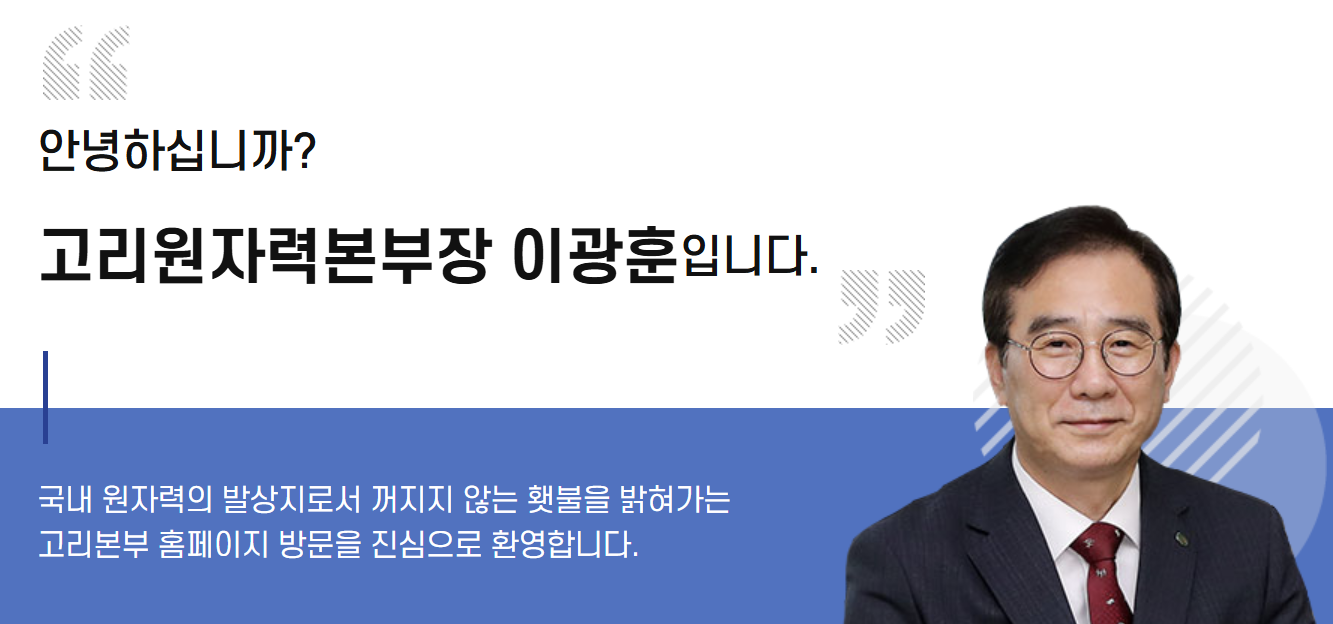 안녕하십니까?
고리원자력본부장 이광훈입니다.
국내 원자력의 발상지로서 꺼지지 않는 횃불을 밝혀가는
고리본부 홈페이지 방문을 진심으로 환영합니다.